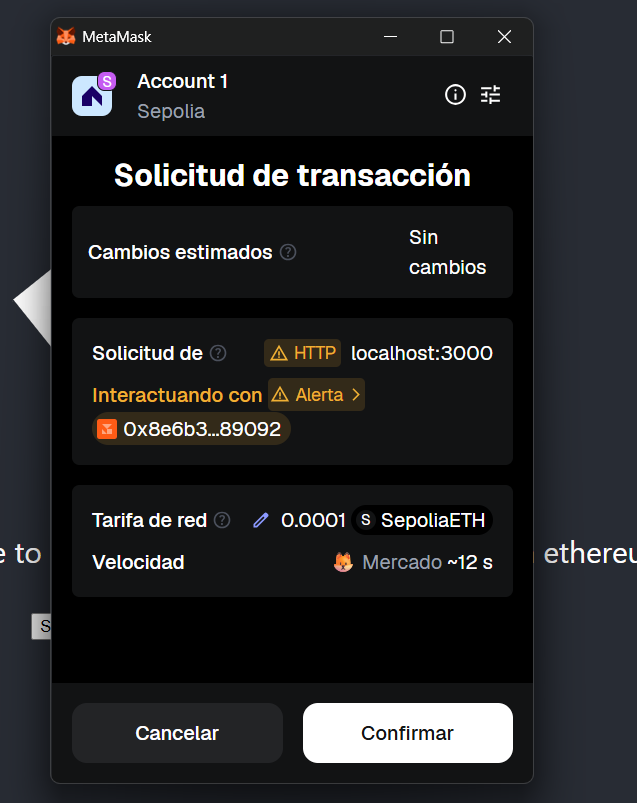 MetaMask
S
Account 1
Sepolia
Solicitud de transacción
Cambios estimados ?
Sin cambios
Solicitud de ? HTTP localhost:3000
Interactuando con Alerta >
0x8e6b3...89092
Tarifa de red ? 0.0001 S SepoliaETH
e to ethereu
Velocidad Mercado ~12 s
S
Cancelar Confirmar